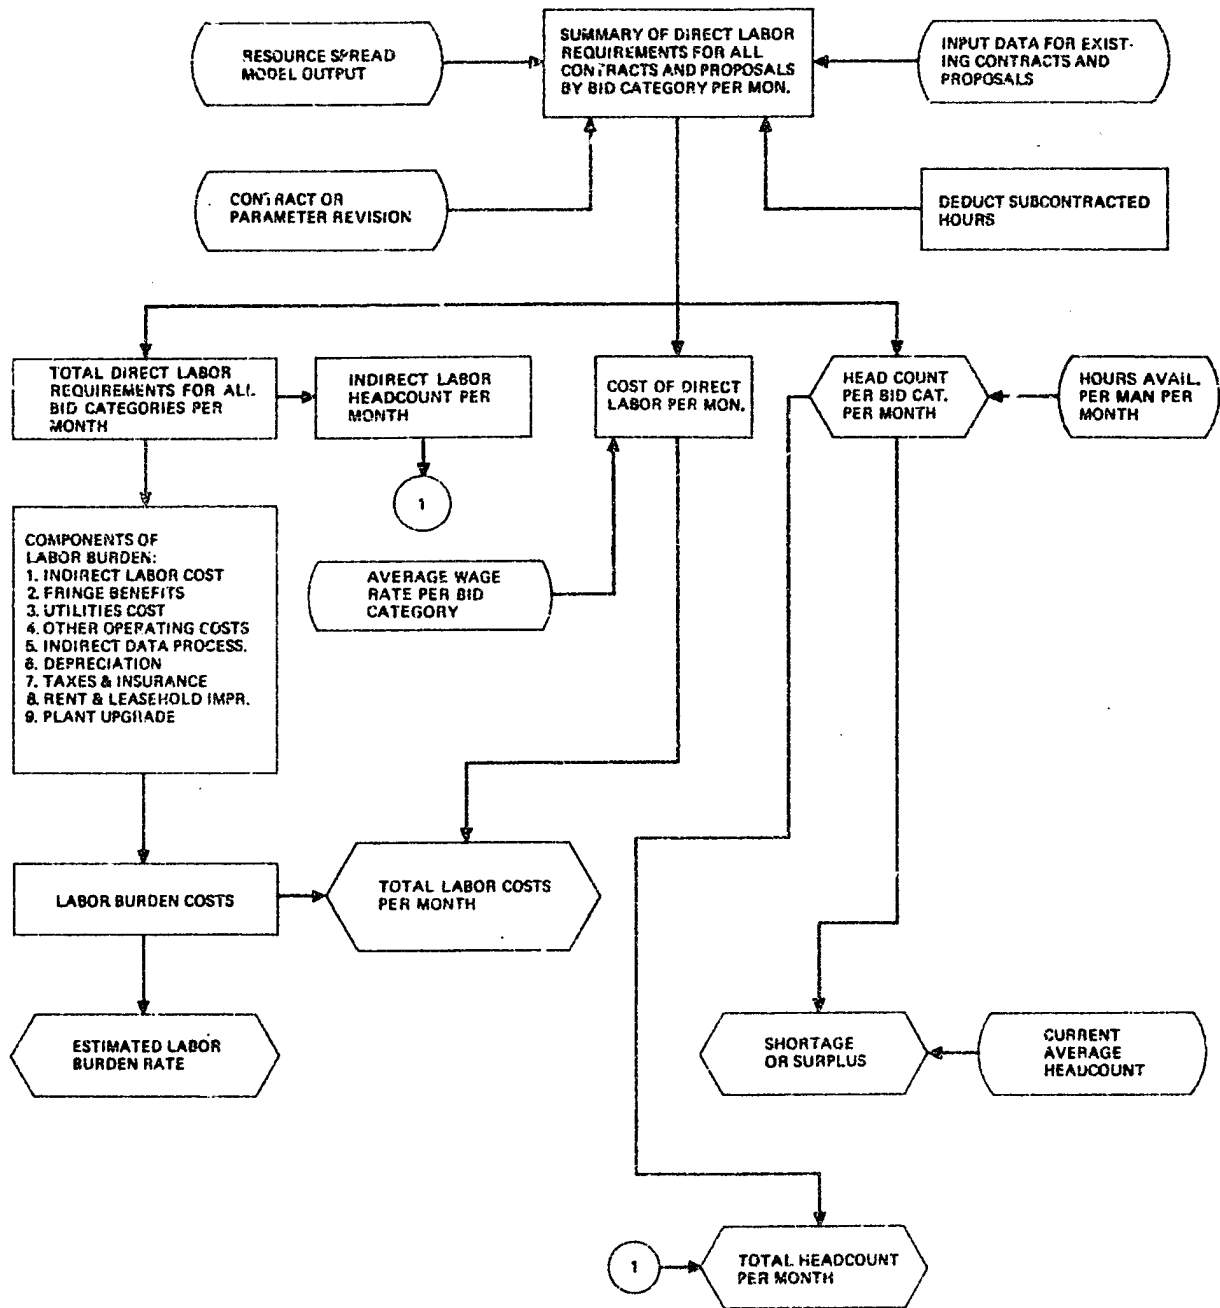 RESOURCE SPREAD
MODEL OUTPUT
SUMMARY OF DIRECT LABOR
REQUIREMENTS FOR ALL
CONTRACTS AND PROPOSALS
BY BID CATEGORY PER MON.
INPUT DATA FOR EXIST-
ING CONTRACTS AND
PROPOSALS
CONTRACT OR
PARAMETER REVISION
DEDUCT SUBCONTRACTED
HOURS
TOTAL DIRECT LABOR
REQUIREMENTS FOR ALL
BID CATEGORIES PER
MONTH
INDIRECT LABOR
HEADCOUNT PER
MONTH
COST OF DIRECT
LABOR PER MON.
HEAD COUNT
PER BID CAT.
PER MONTH
HOURS AVAIL.
PER MAN PER
MONTH
1
COMPONENTS OF
LABOR BURDEN:
1. INDIRECT LABOR COST
2. FRINGE BENEFITS
3. UTILITIES COST
4. OTHER OPERATING COSTS
5. INDIRECT DATA PROCESS.
6. DEPRECIATION
7. TAXES & INSURANCE
8. RENT & LEASEHOLD IMPR.
9. PLANT UPGRADE
AVERAGE WAGE
RATE PER BID
CATEGORY
LABOR BURDEN COSTS
TOTAL LABOR COSTS
PER MONTH
ESTIMATED LABOR
BURDEN RATE
SHORTAGE
OR SURPLUS
CURRENT
AVERAGE
HEADCOUNT
1
TOTAL HEADCOUNT
PER MONTH